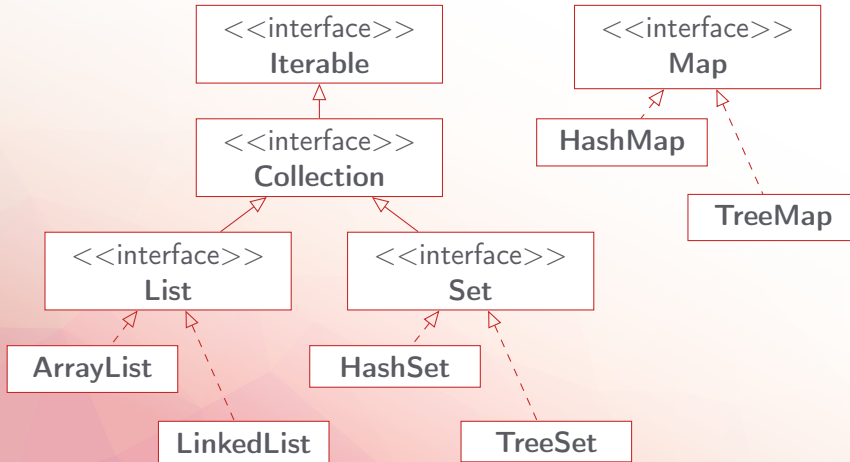 <<interface>>
Iterable
<<interface>>
Map
<<interface>>
Collection
HashMap
TreeMap
<<interface>>
List
<<interface>>
Set
ArrayList
HashSet
LinkedList
TreeSet